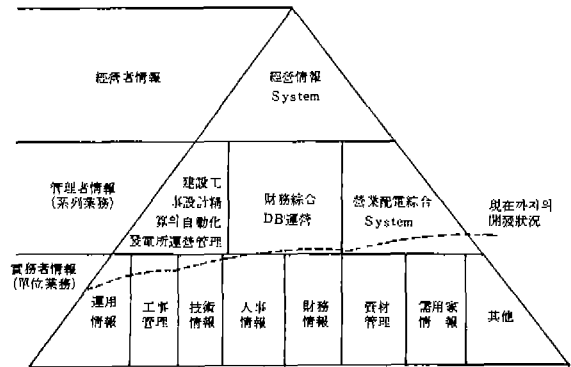 經營者情報
經營情報
System
管理者情報
(系列業務)
建設工
事設計積
算의自動化
發電所運營管理
財務綜合
DB運營
營業配電綜合
System
現在까지의
開發狀況
實務者情報
(單位業務)
運用
情報
工事
管理
技術
情報
人事
情報
財務
情報
資材
管理
需用家
情報
其他